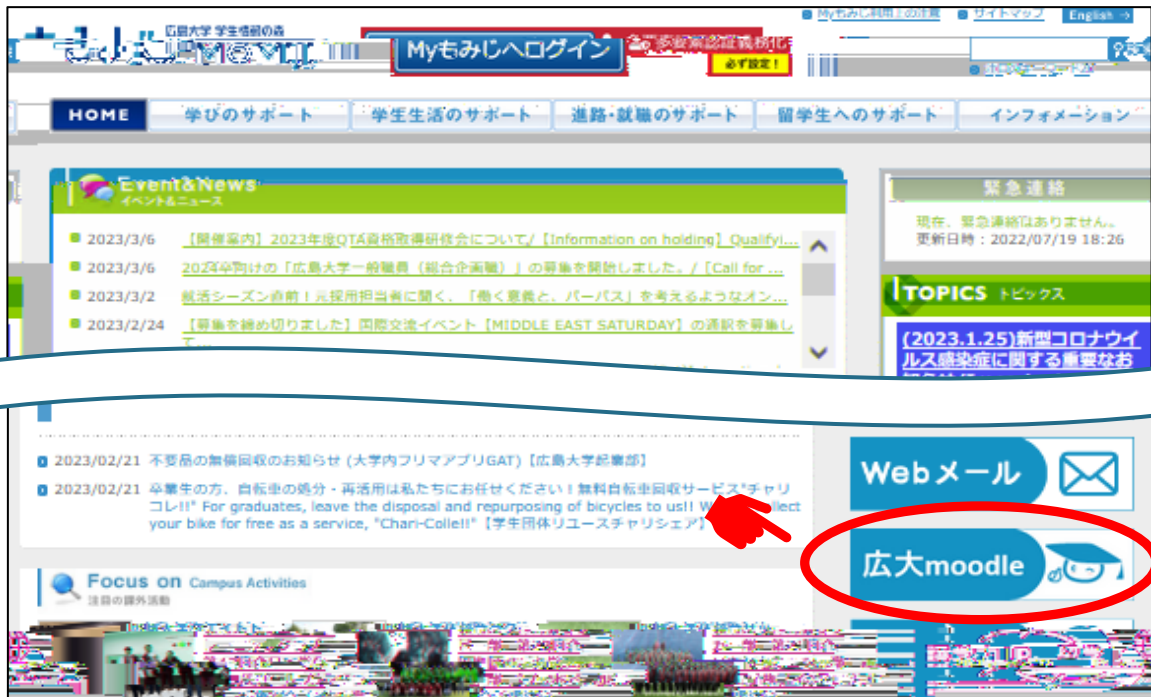 Myもみじ利用上の注意 サイトマップ English
広島大学 学生情報の森
Myもみじへログイン
多要素認証義務化
必ず設定！
HOME 学びのサポート 学生生活のサポート 進路・就職のサポート 留学生へのサポート インフォメーション
Event&News
イベント&ニュース
2023/3/6 【開催案内】2023年度QTA資格取得研修会について/【Information on holding】Qualifyi...
2023/3/6 2024卒向けの「広島大学一般職員（総合企画職）」の募集を開始しました。/【Call for ...
2023/3/2 就活シーズン直前！元採用担当者に聞く、「働く意義と、パーパス」を考えるようなオン...
2023/2/24 【募集を締め切りました】国際交流イベント【MIDDLE EAST SATURDAY】の通訳を募集し
て...
緊急連絡
現在、緊急連絡はありません。
更新日時：2022/07/19 18:26
TOPICS トピックス
(2023.1.25)新型コロナウイ
ルス感染症に関する重要なお
2023/02/21 不要品の無償回収のお知らせ (大学内フリマアプリGAT)【広島大学起業部】
2023/02/21 卒業生の方、自転車の処分・再活用は私たちにお任せください！無料自転車回収サービス"チャリ
コレ!!" For graduates, leave the disposal and repurposing of bicycles to us!!
your bike for free as a service, "Chari-Colle!!"【学生団体リユースチャリシェア】
Webメール
広大moodle
Focus on Campus Activities
注目の課外活動